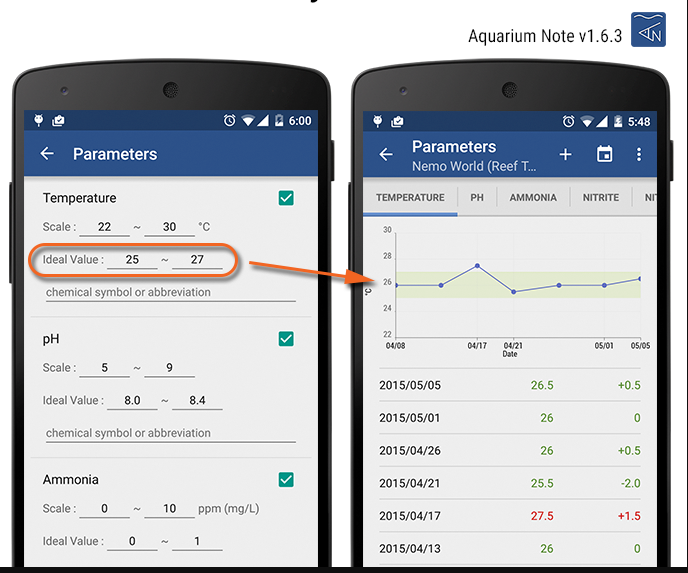 Aquarium Note v1.6.3
6:00
Parameters
Temperature
Scale : 22 ~ 30 °C
Ideal Value : 25 ~ 27
chemical symbol or abbreviation
pH
Scale : 5 ~ 9
Ideal Value : 8.0 ~ 8.4
chemical symbol or abbreviation
Ammonia
Scale : 0 ~ 10 ppm (mg/L)
Ideal Value : 0 ~ 1
5:48
Parameters
Nemo World (Reef T...
TEMPERATURE PH AMMONIA NITRITE NIT
30
28
26
°C
24
22
04/08 04/17 04/21 05/01 05/05
Date
2015/05/05 26.5 +0.5
2015/05/01 26 0
2015/04/26 26 +0.5
2015/04/21 25.5 -2.0
2015/04/17 27.5 +1.5
2015/04/13 26 0